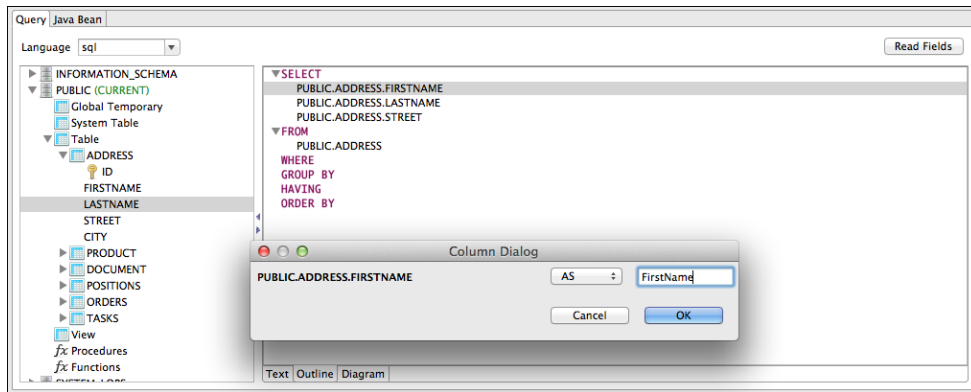 Query Java Bean
Language sql Read Fields
INFORMATION_SCHEMA
PUBLIC (CURRENT)
Global Temporary
System Table
Table
ADDRESS
ID
FIRSTNAME
LASTNAME
STREET
CITY
PRODUCT
DOCUMENT
POSITIONS
ORDERS
TASKS
View
fx Procedures
fx Functions
SELECT
PUBLIC.ADDRESS.FIRSTNAME
PUBLIC.ADDRESS.LASTNAME
PUBLIC.ADDRESS.STREET
FROM
PUBLIC.ADDRESS
WHERE
GROUP BY
HAVING
ORDER BY
Column Dialog
PUBLIC.ADDRESS.FIRSTNAME AS FirstName
Cancel OK
Text Outline Diagram